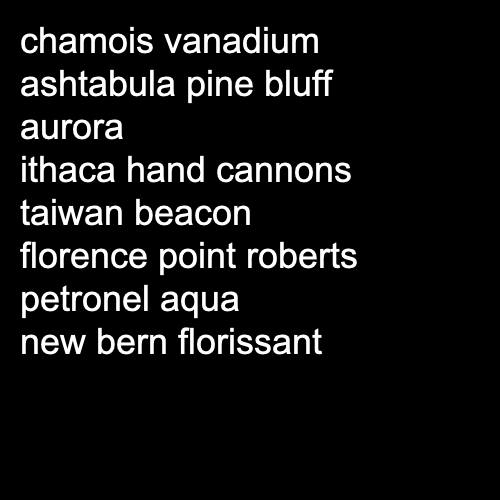 chamois vanadium
ashtabula pine bluff
aurora
ithaca hand cannons
taiwan beacon
florence point roberts
petronel aqua
new bern florissant